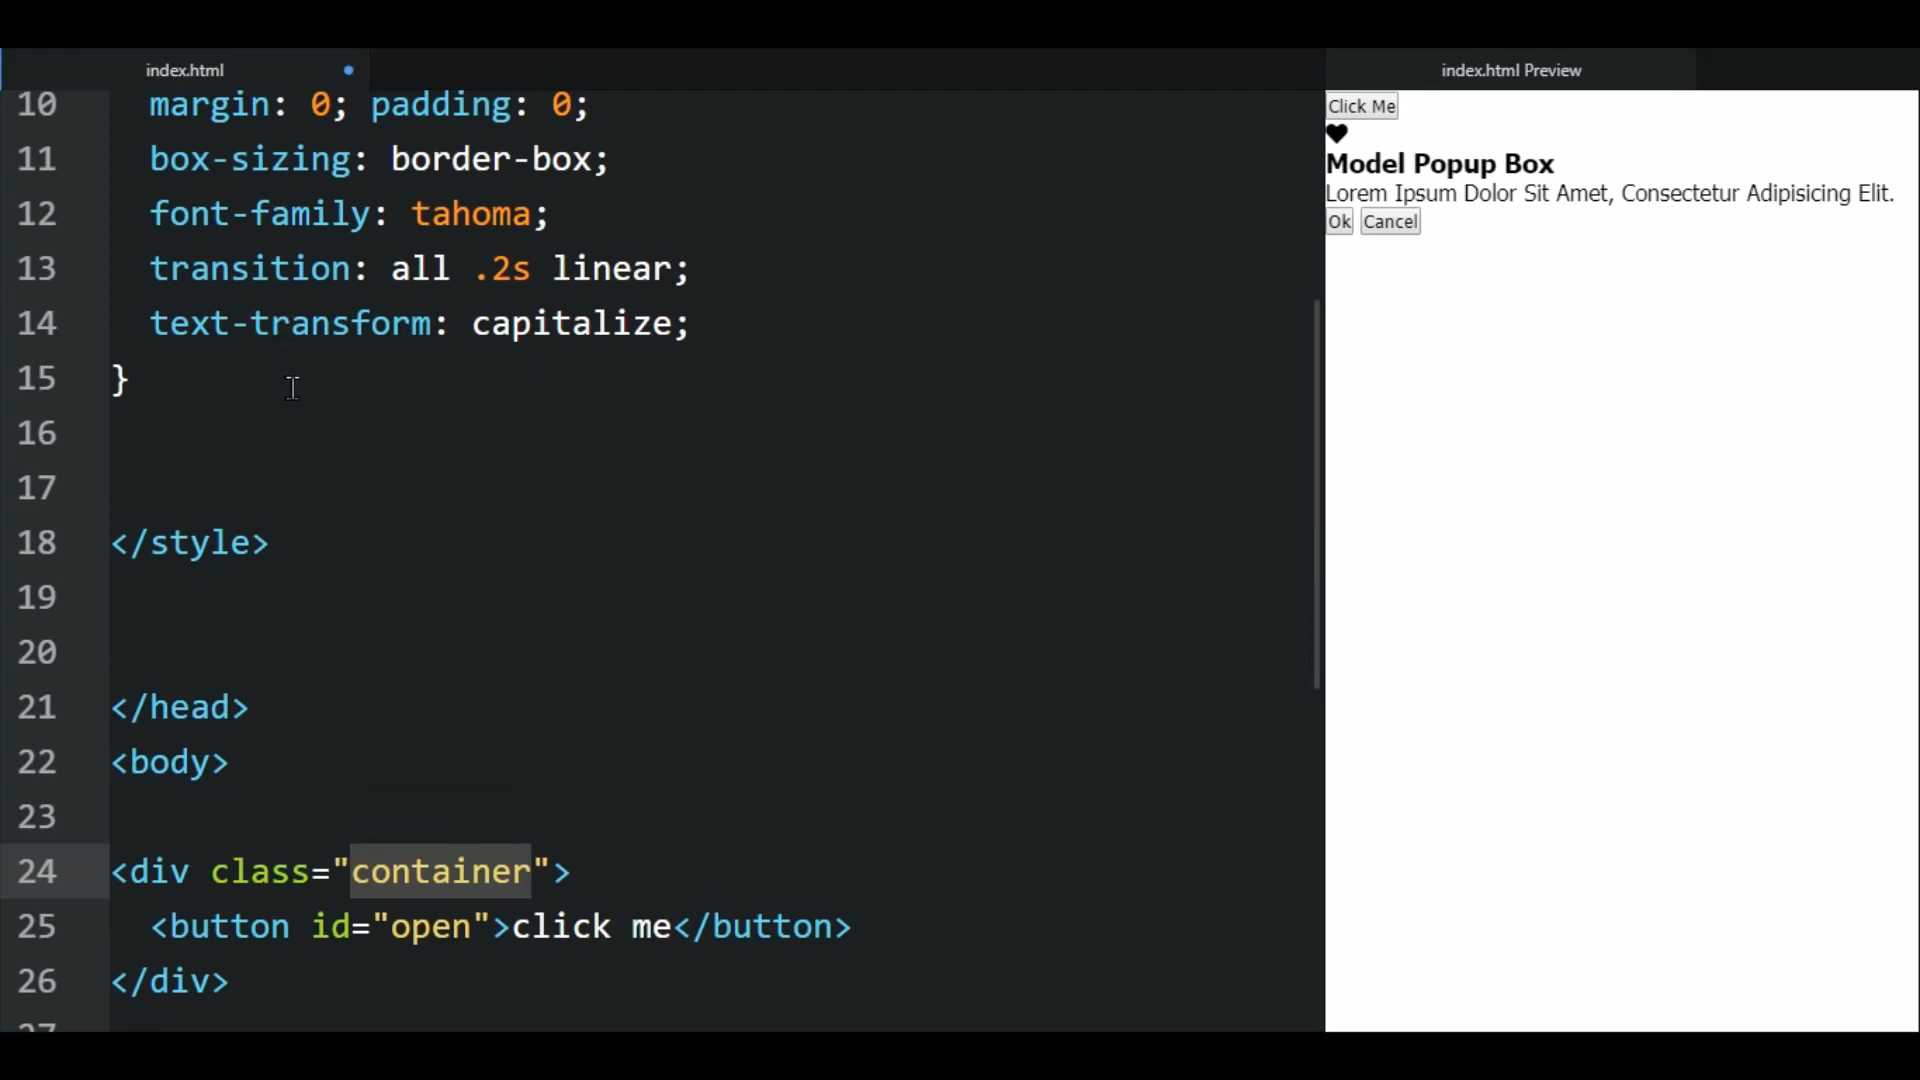 index.html
10 margin: 0; padding: 0;
11 box-sizing: border-box;
12 font-family: tahoma;
13 transition: all .2s linear;
14 text-transform: capitalize;
15 }
16
17
18 </style>
19
20
21 </head>
22 <body>
23
24 <div class="container">
25 <button id="open">click me</button>
26 </div>
27
index.html Preview
Click Me
Model Popup Box
Lorem Ipsum Dolor Sit Amet, Consectetur Adipisicing Elit.
Ok Cancel